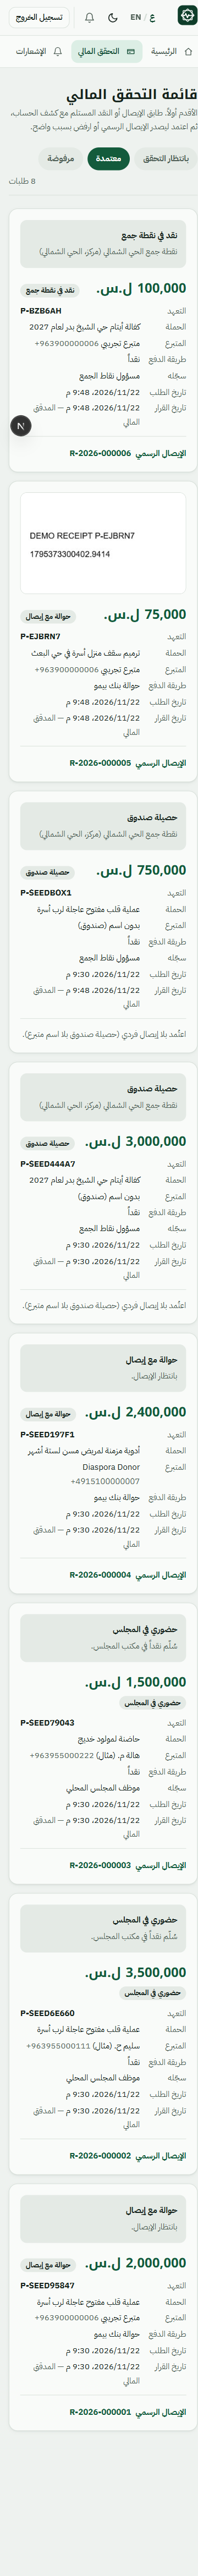 ع / EN
تسجيل الخروج
الرئيسية
التحقق المالي
الإشعارات
قائمة التحقق المالي
الأقدم أولاً. طابق الإيصال أو النقد المستلم مع كشف الحساب،
ثم اعتمد ليصدر الإيصال الرسمي أو ارفض بسبب واضح.
بانتظار التحقق
معتمدة
مرفوضة
8 طلبات
نقد في نقطة جمع
نقطة جمع الحي الشمالي (مركز، الحي الشمالي)
100,000 ل.س.
نقد في نقطة جمع
التعهد P-BZB6AH
الحملة كفالة أيتام حي الشيخ بدر لعام 2027
المتبرع متبرع تجريبي +963900000006
طريقة الدفع نقداً
سجّله مسؤول نقاط الجمع
تاريخ الطلب 2026/11/22، 9:48 م
تاريخ القرار 2026/11/22، 9:48 م — المدقق
المالي
الإيصال الرسمي R-2026-000006
DEMO RECEIPT P-EJBRN7
1795373300402.9414
75,000 ل.س.
حوالة مع إيصال
التعهد P-EJBRN7
الحملة ترميم سقف منزل أسرة في حي البعث
المتبرع متبرع تجريبي +963900000006
طريقة الدفع حوالة بنك بيمو
تاريخ الطلب 2026/11/22، 9:48 م
تاريخ القرار 2026/11/22، 9:48 م — المدقق
المالي
الإيصال الرسمي R-2026-000005
حصيلة صندوق
نقطة جمع الحي الشمالي (مركز، الحي الشمالي)
750,000 ل.س.
حصيلة صندوق
التعهد P-SEEDBOX1
الحملة عملية قلب مفتوح عاجلة لرب أسرة
المتبرع بدون اسم (صندوق)
طريقة الدفع نقداً
سجّله مسؤول نقاط الجمع
تاريخ الطلب 2026/11/22، 9:30 م
تاريخ القرار 2026/11/22، 9:48 م — المدقق
المالي
اعتُمد بلا إيصال فردي (حصيلة صندوق بلا اسم متبرع).
حصيلة صندوق
نقطة جمع الحي الشمالي (مركز، الحي الشمالي)
3,000,000 ل.س.
حصيلة صندوق
التعهد P-SEED444A7
الحملة كفالة أيتام حي الشيخ بدر لعام 2027
المتبرع بدون اسم (صندوق)
طريقة الدفع نقداً
سجّله مسؤول نقاط الجمع
تاريخ الطلب 2026/11/22، 9:30 م
تاريخ القرار 2026/11/22، 9:30 م — المدقق
المالي
اعتُمد بلا إيصال فردي (حصيلة صندوق بلا اسم متبرع).
حوالة مع إيصال
بانتظار الإيصال.
2,400,000 ل.س.
حوالة مع إيصال
التعهد P-SEED197F1
الحملة أدوية مزمنة لمريض مسن لستة أشهر
المتبرع Diaspora Donor
+4915100000007
طريقة الدفع حوالة بنك بيمو
تاريخ الطلب 2026/11/22، 9:30 م
تاريخ القرار 2026/11/22، 9:30 م — المدقق
المالي
الإيصال الرسمي R-2026-000004
حضوري في المجلس
سُلّم نقداً في مكتب المجلس.
1,500,000 ل.س.
حضوري في المجلس
التعهد P-SEED79043
الحملة حاضنة لمولود خديج
المتبرع هالة م. (مثال) +963955000222
طريقة الدفع نقداً
سجّله موظف المجلس المحلي
تاريخ الطلب 2026/11/22، 9:30 م
تاريخ القرار 2026/11/22، 9:30 م — المدقق
المالي
الإيصال الرسمي R-2026-000003
حضوري في المجلس
سُلّم نقداً في مكتب المجلس.
3,500,000 ل.س.
حضوري في المجلس
التعهد P-SEED6E660
الحملة عملية قلب مفتوح عاجلة لرب أسرة
المتبرع سليم ح. (مثال) +963955000111
طريقة الدفع نقداً
سجّله موظف المجلس المحلي
تاريخ الطلب 2026/11/22، 9:30 م
تاريخ القرار 2026/11/22، 9:30 م — المدقق
المالي
الإيصال الرسمي R-2026-000002
حوالة مع إيصال
بانتظار الإيصال.
2,000,000 ل.س.
حوالة مع إيصال
التعهد P-SEED95847
الحملة عملية قلب مفتوح عاجلة لرب أسرة
المتبرع متبرع تجريبي +963900000006
طريقة الدفع حوالة بنك بيمو
تاريخ الطلب 2026/11/22، 9:30 م
تاريخ القرار 2026/11/22، 9:30 م — المدقق
المالي
الإيصال الرسمي R-2026-000001